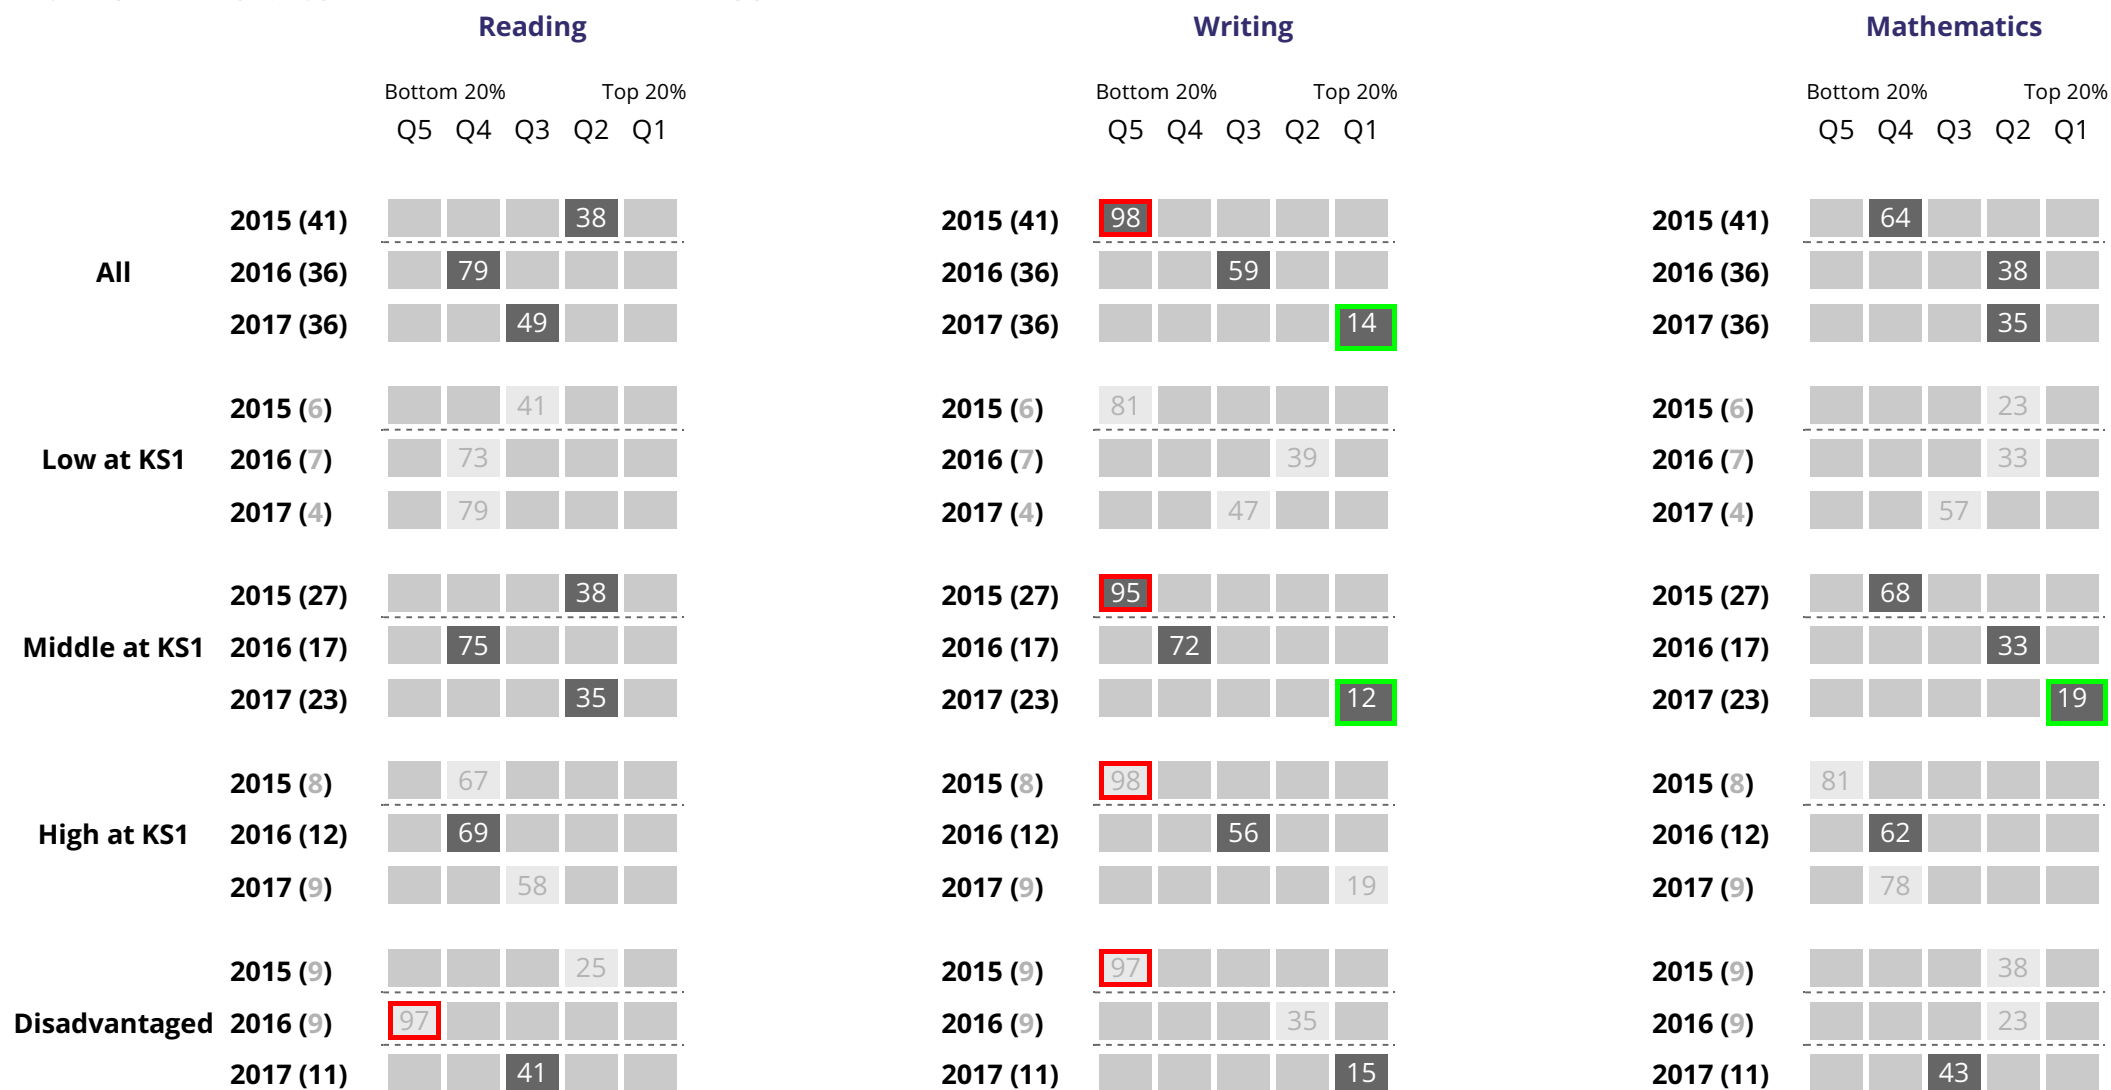 Reading Writing Mathematics
Bottom 20% Top 20% Bottom 20% Top 20% Bottom 20% Top 20%
Q5 Q4 Q3 Q2 Q1 Q5 Q4 Q3 Q2 Q1 Q5 Q4 Q3 Q2 Q1
2015 (41) 38 2015 (41) 98 2015 (41) 64
All 2016 (36) 79 2016 (36) 59 2016 (36) 38
2017 (36) 49 2017 (36) 14 2017 (36) 35
2015 (6) 41 2015 (6) 81 2015 (6) 23
Low at KS1 2016 (7) 73 2016 (7) 39 2016 (7) 33
2017 (4) 79 2017 (4) 47 2017 (4) 57
2015 (27) 38 2015 (27) 95 2015 (27) 68
Middle at KS1 2016 (17) 75 2016 (17) 72 2016 (17) 33
2017 (23) 35 2017 (23) 12 2017 (23) 19
2015 (8) 67 2015 (8) 98 2015 (8) 81
High at KS1 2016 (12) 69 2016 (12) 56 2016 (12) 62
2017 (9) 58 2017 (9) 19 2017 (9) 78
2015 (9) 25 2015 (9) 97 2015 (9) 38
Disadvantaged 2016 (9) 97 2016 (9) 35 2016 (9) 23
2017 (11) 41 2017 (11) 15 2017 (11) 43